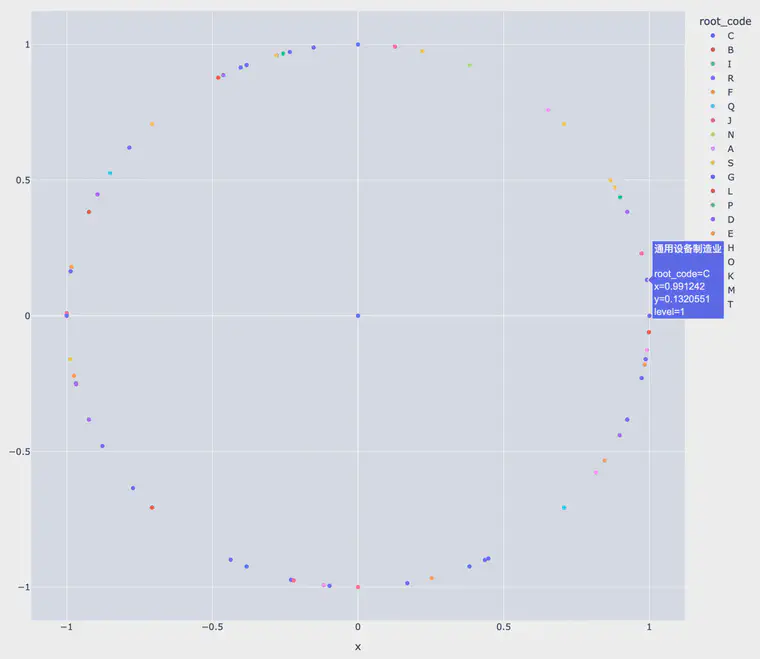 root_code
C
B
I
R
F
Q
J
N
A
S
G
L
P
D
E
H
O
K
M
T
1
0.5
0
−0.5
−1
通用设备制造业
root_code=C
x=0.991242
y=0.1320551
level=1
−1
−0.5
0
0.5
1
x